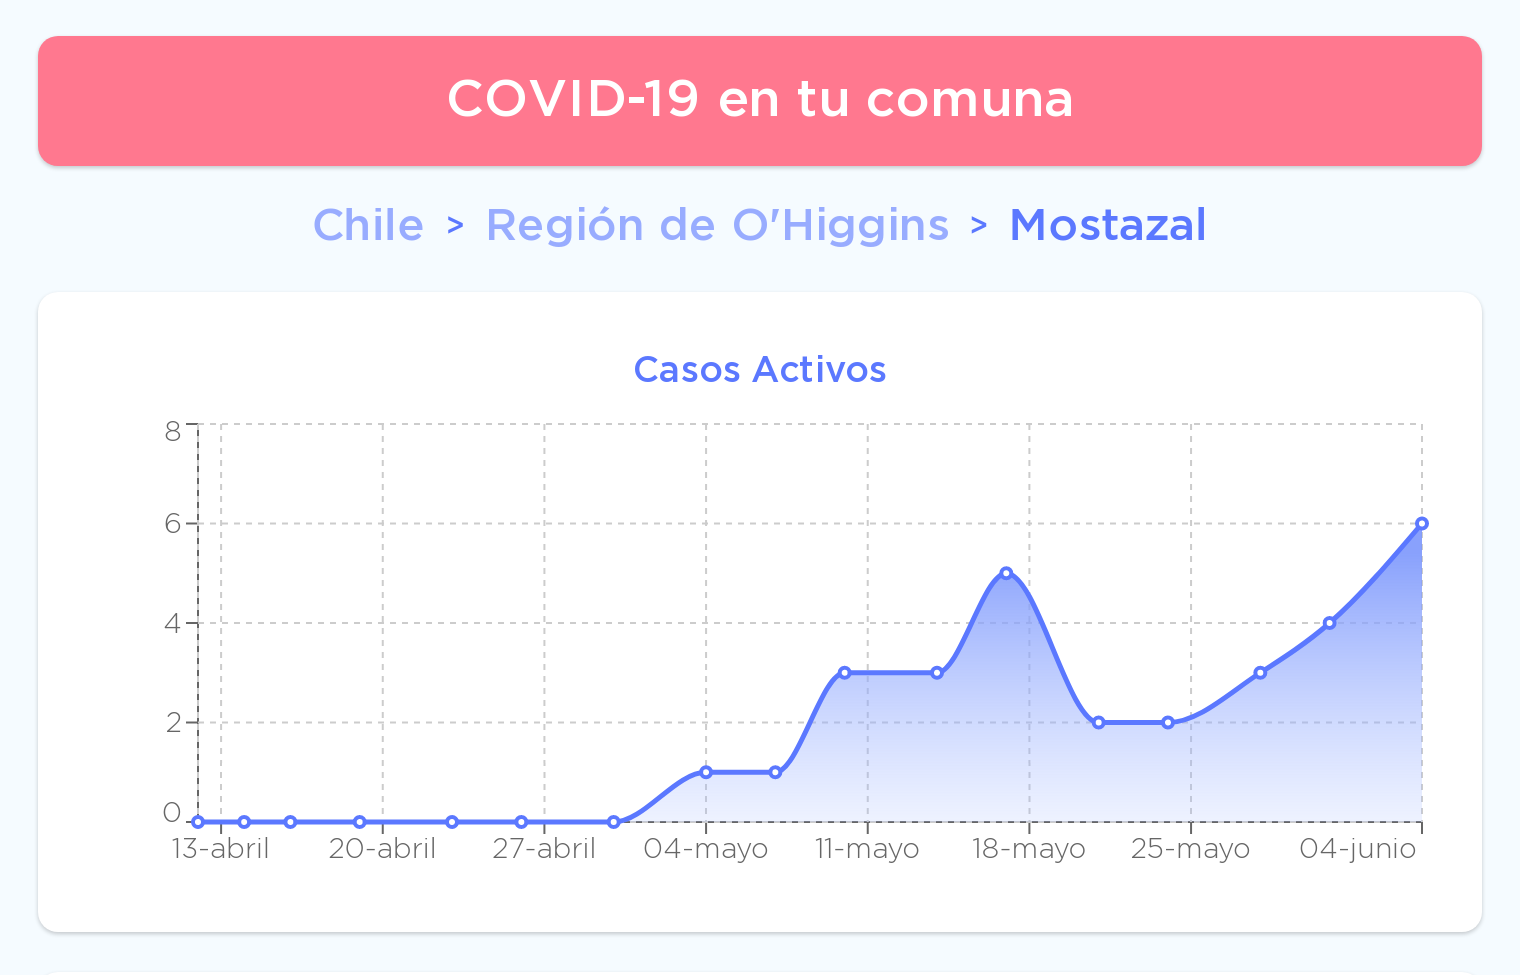 COVID-19 en tu comuna
Chile > Región de O'Higgins > Mostazal
Casos Activos
8
6
4
2
0
13-abril 20-abril 27-abril 04-mayo 11-mayo 18-mayo 25-mayo 04-junio